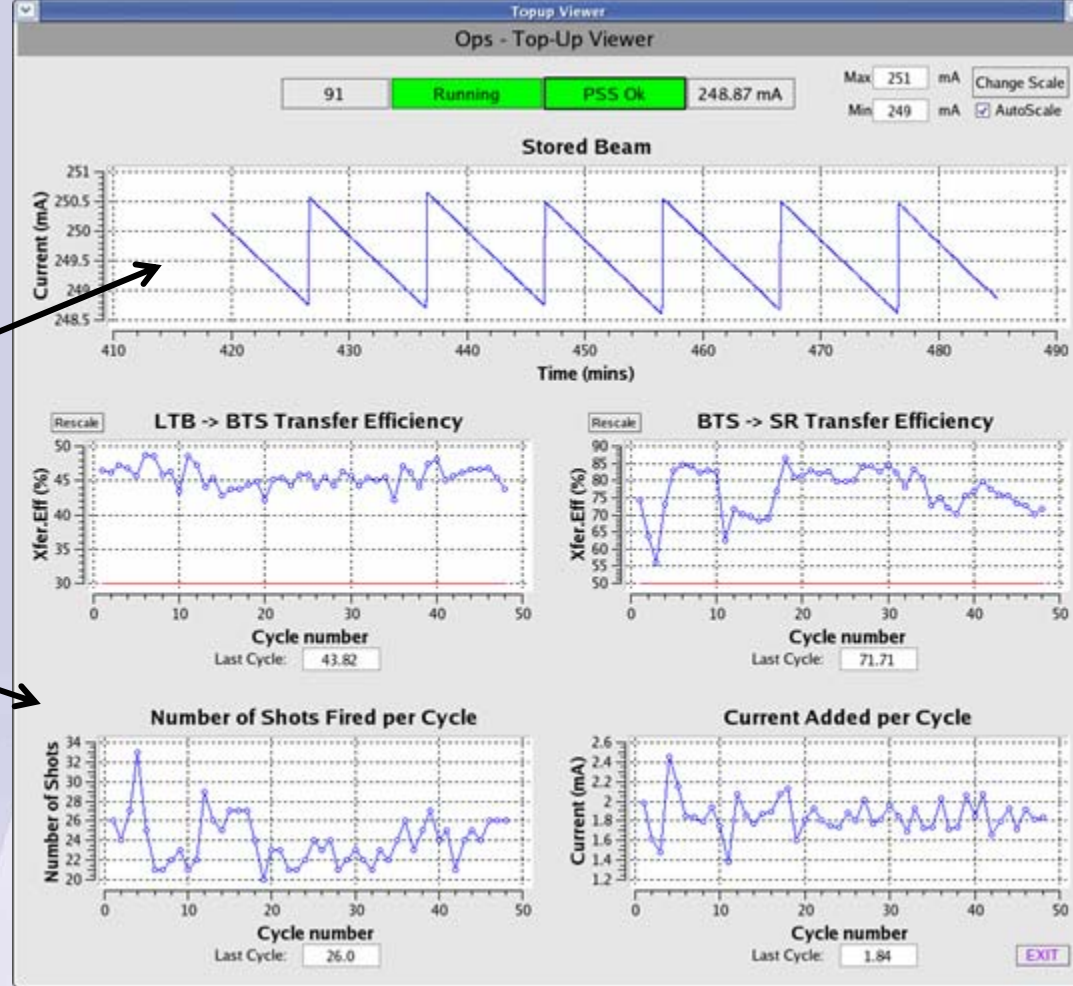 Topup Viewer
Ops - Top-Up Viewer
91 Running PSS Ok 248.87 mA
Max 251 mA Change Scale
Min 249 mA AutoScale
Stored Beam
Current (mA)
251
250.5
250
249.5
249
248.5
410 420 430 440 450 460 470 480 490
Time (mins)
Rescale LTB -> BTS Transfer Efficiency
Xfer.Eff (%)
50
45
40
35
30
0 10 20 30 40 50
Cycle number
Last Cycle: 43.82
Rescale BTS -> SR Transfer Efficiency
Xfer.Eff (%)
90
85
80
75
70
65
60
55
50
0 10 20 30 40 50
Cycle number
Last Cycle: 71.71
Number of Shots Fired per Cycle
Number of Shots
34
32
30
28
26
24
22
20
0 10 20 30 40 50
Cycle number
Last Cycle: 26.0
Current Added per Cycle
Current (mA)
2.6
2.4
2.2
2
1.8
1.6
1.4
1.2
0 10 20 30 40 50
Cycle number
Last Cycle: 1.84
EXIT